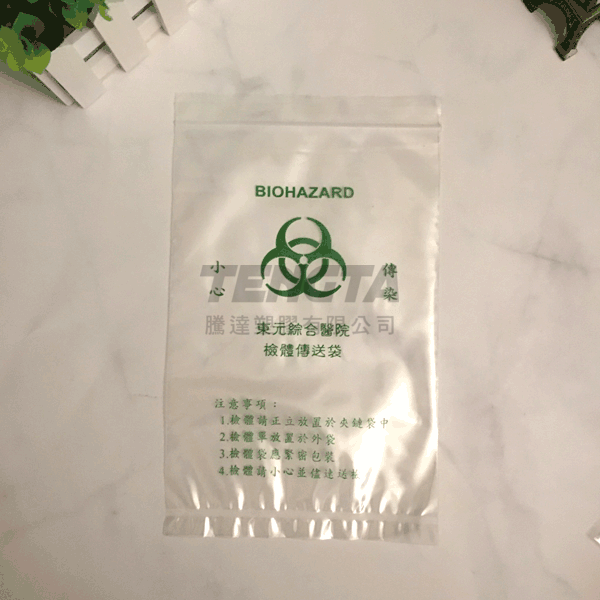 BIOHAZARD
小心
傳染
TENGTA
騰達塑膠有限公司
東元綜合醫院
檢體傳送袋
注意事項：
1.檢體請正立放置於夾鏈袋中
2.檢體單放置於外袋
3.檢體袋應緊密包裝
4.檢體請小心並儘速送檢